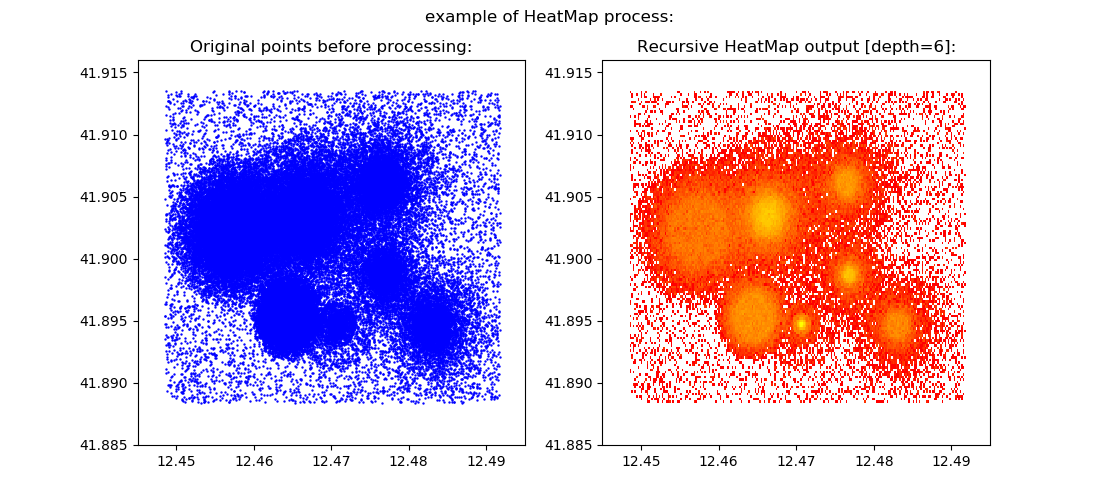 example of HeatMap process:
Original points before processing:
41.915
41.910
41.905
41.900
41.895
41.890
41.885
12.45 12.46 12.47 12.48 12.49
Recursive HeatMap output [depth=6]:
41.915
41.910
41.905
41.900
41.895
41.890
41.885
12.45 12.46 12.47 12.48 12.49